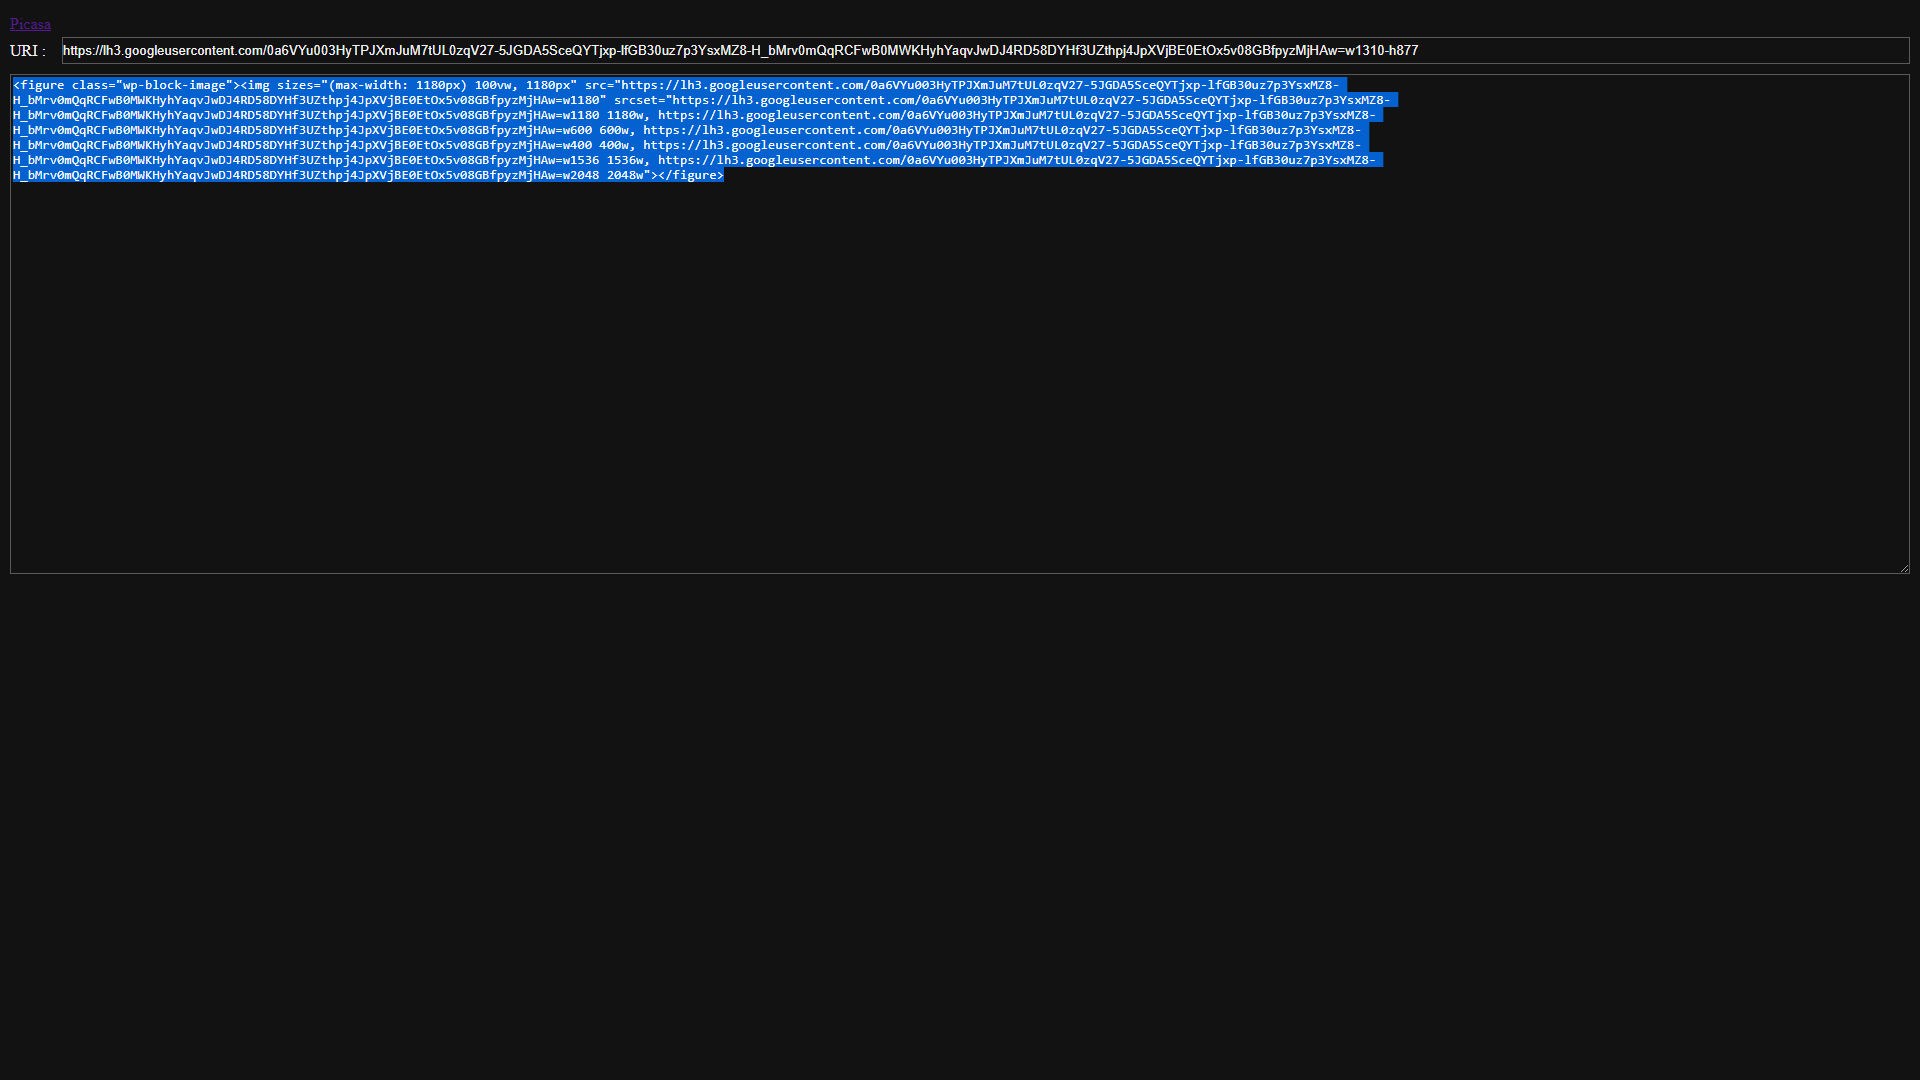 Picasa
URI : https://lh3.googleusercontent.com/0a6VYu003HyTPJXmJuM7tUL0zqV27-5JGDA5SceQYTjxp-lfGB30uz7p3YsxMZ8-H_bMrv0mQqRCFwB0MWKHyhYaqvJwDJ4RD58DYHf3UZthpj4JpXVjBE0EtOx5v08GBfpyzMjHAw=w1310-h877
<figure class="wp-block-image"><img sizes="(max-width: 1180px) 100vw, 1180px" src="https://lh3.googleusercontent.com/0a6VYu003HyTPJXmJuM7tUL0zqV27-5JGDA5SceQYTjxp-lfGB30uz7p3YsxMZ8-
H_bMrv0mQqRCFwB0MWKHyhYaqvJwDJ4RD58DYHf3UZthpj4JpXVjBE0EtOx5v08GBfpyzMjHAw=w1180" srcset="https://lh3.googleusercontent.com/0a6VYu003HyTPJXmJuM7tUL0zqV27-5JGDA5SceQYTjxp-lfGB30uz7p3YsxMZ8-
H_bMrv0mQqRCFwB0MWKHyhYaqvJwDJ4RD58DYHf3UZthpj4JpXVjBE0EtOx5v08GBfpyzMjHAw=w1180 1180w, https://lh3.googleusercontent.com/0a6VYu003HyTPJXmJuM7tUL0zqV27-5JGDA5SceQYTjxp-lfGB30uz7p3YsxMZ8-
H_bMrv0mQqRCFwB0MWKHyhYaqvJwDJ4RD58DYHf3UZthpj4JpXVjBE0EtOx5v08GBfpyzMjHAw=w600 600w, https://lh3.googleusercontent.com/0a6VYu003HyTPJXmJuM7tUL0zqV27-5JGDA5SceQYTjxp-lfGB30uz7p3YsxMZ8-
H_bMrv0mQqRCFwB0MWKHyhYaqvJwDJ4RD58DYHf3UZthpj4JpXVjBE0EtOx5v08GBfpyzMjHAw=w400 400w, https://lh3.googleusercontent.com/0a6VYu003HyTPJXmJuM7tUL0zqV27-5JGDA5SceQYTjxp-lfGB30uz7p3YsxMZ8-
H_bMrv0mQqRCFwB0MWKHyhYaqvJwDJ4RD58DYHf3UZthpj4JpXVjBE0EtOx5v08GBfpyzMjHAw=w1536 1536w, https://lh3.googleusercontent.com/0a6VYu003HyTPJXmJuM7tUL0zqV27-5JGDA5SceQYTjxp-lfGB30uz7p3YsxMZ8-
H_bMrv0mQqRCFwB0MWKHyhYaqvJwDJ4RD58DYHf3UZthpj4JpXVjBE0EtOx5v08GBfpyzMjHAw=w2048 2048w"></figure>